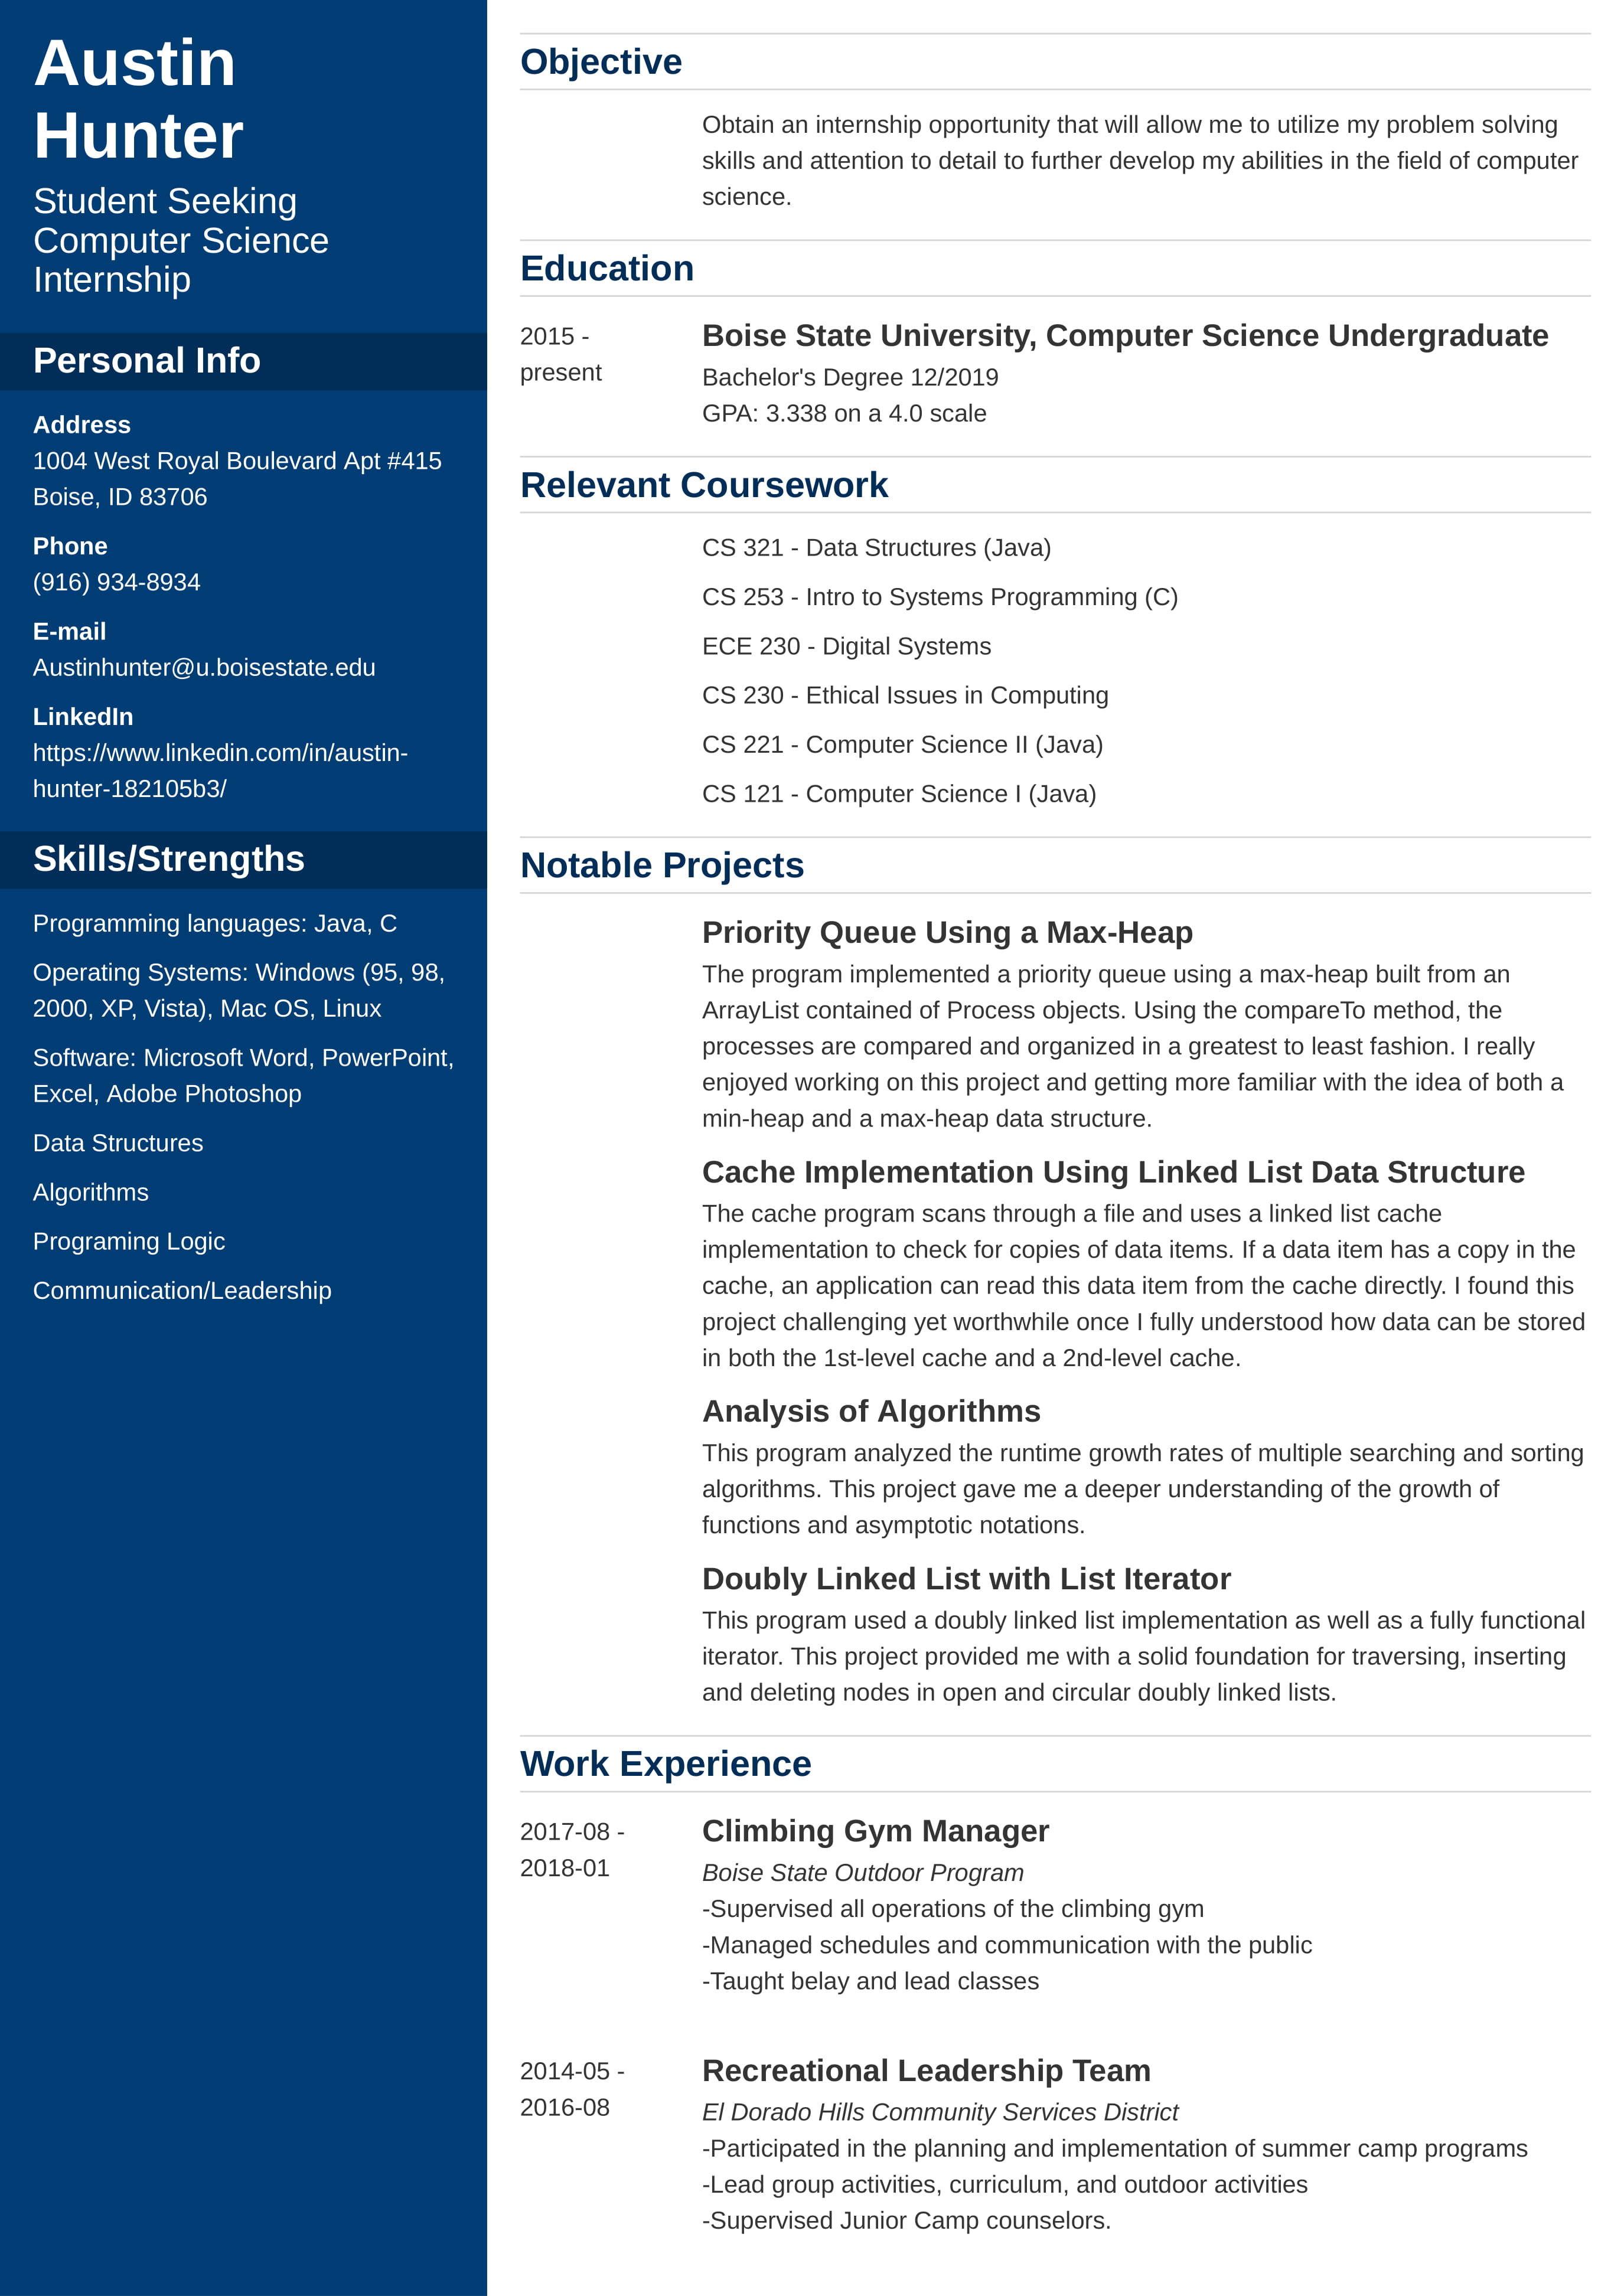 Austin
Hunter
Student Seeking
Computer Science
Internship
Personal Info
Address
1004 West Royal Boulevard Apt #415
Boise, ID 83706
Phone
(916) 934-8934
E-mail
Austinhunter@u.boisestate.edu
LinkedIn
https://www.linkedin.com/in/austin-
hunter-182105b3/
Skills/Strengths
Programming languages: Java, C
Operating Systems: Windows (95, 98,
2000, XP, Vista), Mac OS, Linux
Software: Microsoft Word, PowerPoint,
Excel, Adobe Photoshop
Data Structures
Algorithms
Programing Logic
Communication/Leadership
Objective
Obtain an internship opportunity that will allow me to utilize my problem solving
skills and attention to detail to further develop my abilities in the field of computer
science.
Education
2015 -
present
Boise State University, Computer Science Undergraduate
Bachelor's Degree 12/2019
GPA: 3.338 on a 4.0 scale
Relevant Coursework
CS 321 - Data Structures (Java)
CS 253 - Intro to Systems Programming (C)
ECE 230 - Digital Systems
CS 230 - Ethical Issues in Computing
CS 221 - Computer Science II (Java)
CS 121 - Computer Science I (Java)
Notable Projects
Priority Queue Using a Max-Heap
The program implemented a priority queue using a max-heap built from an
ArrayList contained of Process objects. Using the compareTo method, the
processes are compared and organized in a greatest to least fashion. I really
enjoyed working on this project and getting more familiar with the idea of both a
min-heap and a max-heap data structure.
Cache Implementation Using Linked List Data Structure
The cache program scans through a file and uses a linked list cache
implementation to check for copies of data items. If a data item has a copy in the
cache, an application can read this data item from the cache directly. I found this
project challenging yet worthwhile once I fully understood how data can be stored
in both the 1st-level cache and a 2nd-level cache.
Analysis of Algorithms
This program analyzed the runtime growth rates of multiple searching and sorting
algorithms. This project gave me a deeper understanding of the growth of
functions and asymptotic notations.
Doubly Linked List with List Iterator
This program used a doubly linked list implementation as well as a fully functional
iterator. This project provided me with a solid foundation for traversing, inserting
and deleting nodes in open and circular doubly linked lists.
Work Experience
2017-08 -
2018-01
Climbing Gym Manager
Boise State Outdoor Program
-Supervised all operations of the climbing gym
-Managed schedules and communication with the public
-Taught belay and lead classes
2014-05 -
2016-08
Recreational Leadership Team
El Dorado Hills Community Services District
-Participated in the planning and implementation of summer camp programs
-Lead group activities, curriculum, and outdoor activities
-Supervised Junior Camp counselors.